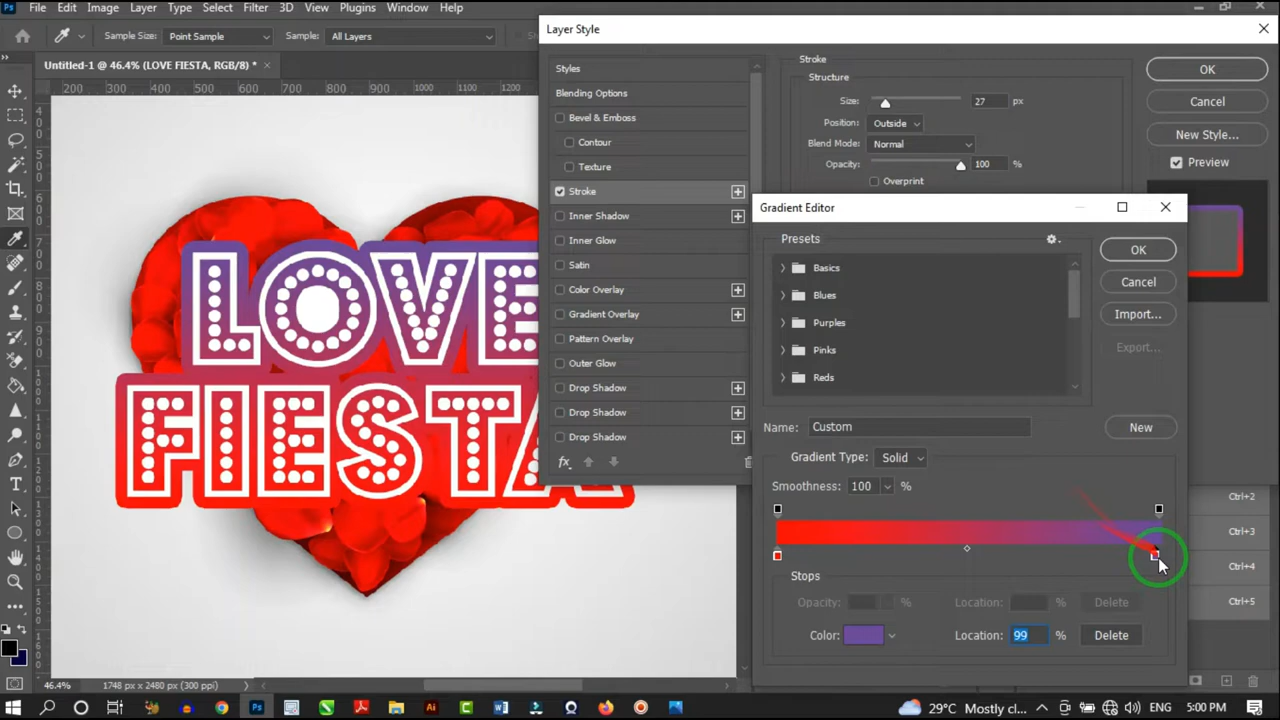 Ps File Edit Image Layer Type Select Filter 3D View Plugins Window Help
Sample Size: Point Sample Sample: All Layers
Untitled-1 @ 46.4% (LOVE FIESTA, RGB/8) *
200 500 600 700 800 900 1000 1100 1200
LOVE
FIESTA
46.4% 1748 px x 2480 px (300 ppi)
Layer Style
Styles
Blending Options
Bevel & Emboss
Contour
Texture
Stroke
Inner Shadow
Inner Glow
Satin
Color Overlay
Gradient Overlay
Pattern Overlay
Outer Glow
Drop Shadow
Drop Shadow
Drop Shadow
fx
Stroke
Structure
Size: 27 px
Position: Outside
Blend Mode: Normal
Opacity: 100 %
Overprint
OK
Cancel
New Style...
Preview
Gradient Editor
Presets
Basics
Blues
Purples
Pinks
Reds
OK
Cancel
Import...
Export...
Name: Custom
New
Gradient Type: Solid
Smoothness: 100 %
Stops
Opacity: % Location: % Delete
Color: Location: 99 % Delete
Ctrl+2
Ctrl+3
Ctrl+4
Ctrl+5
29°C Mostly cl... ENG 5:00 PM